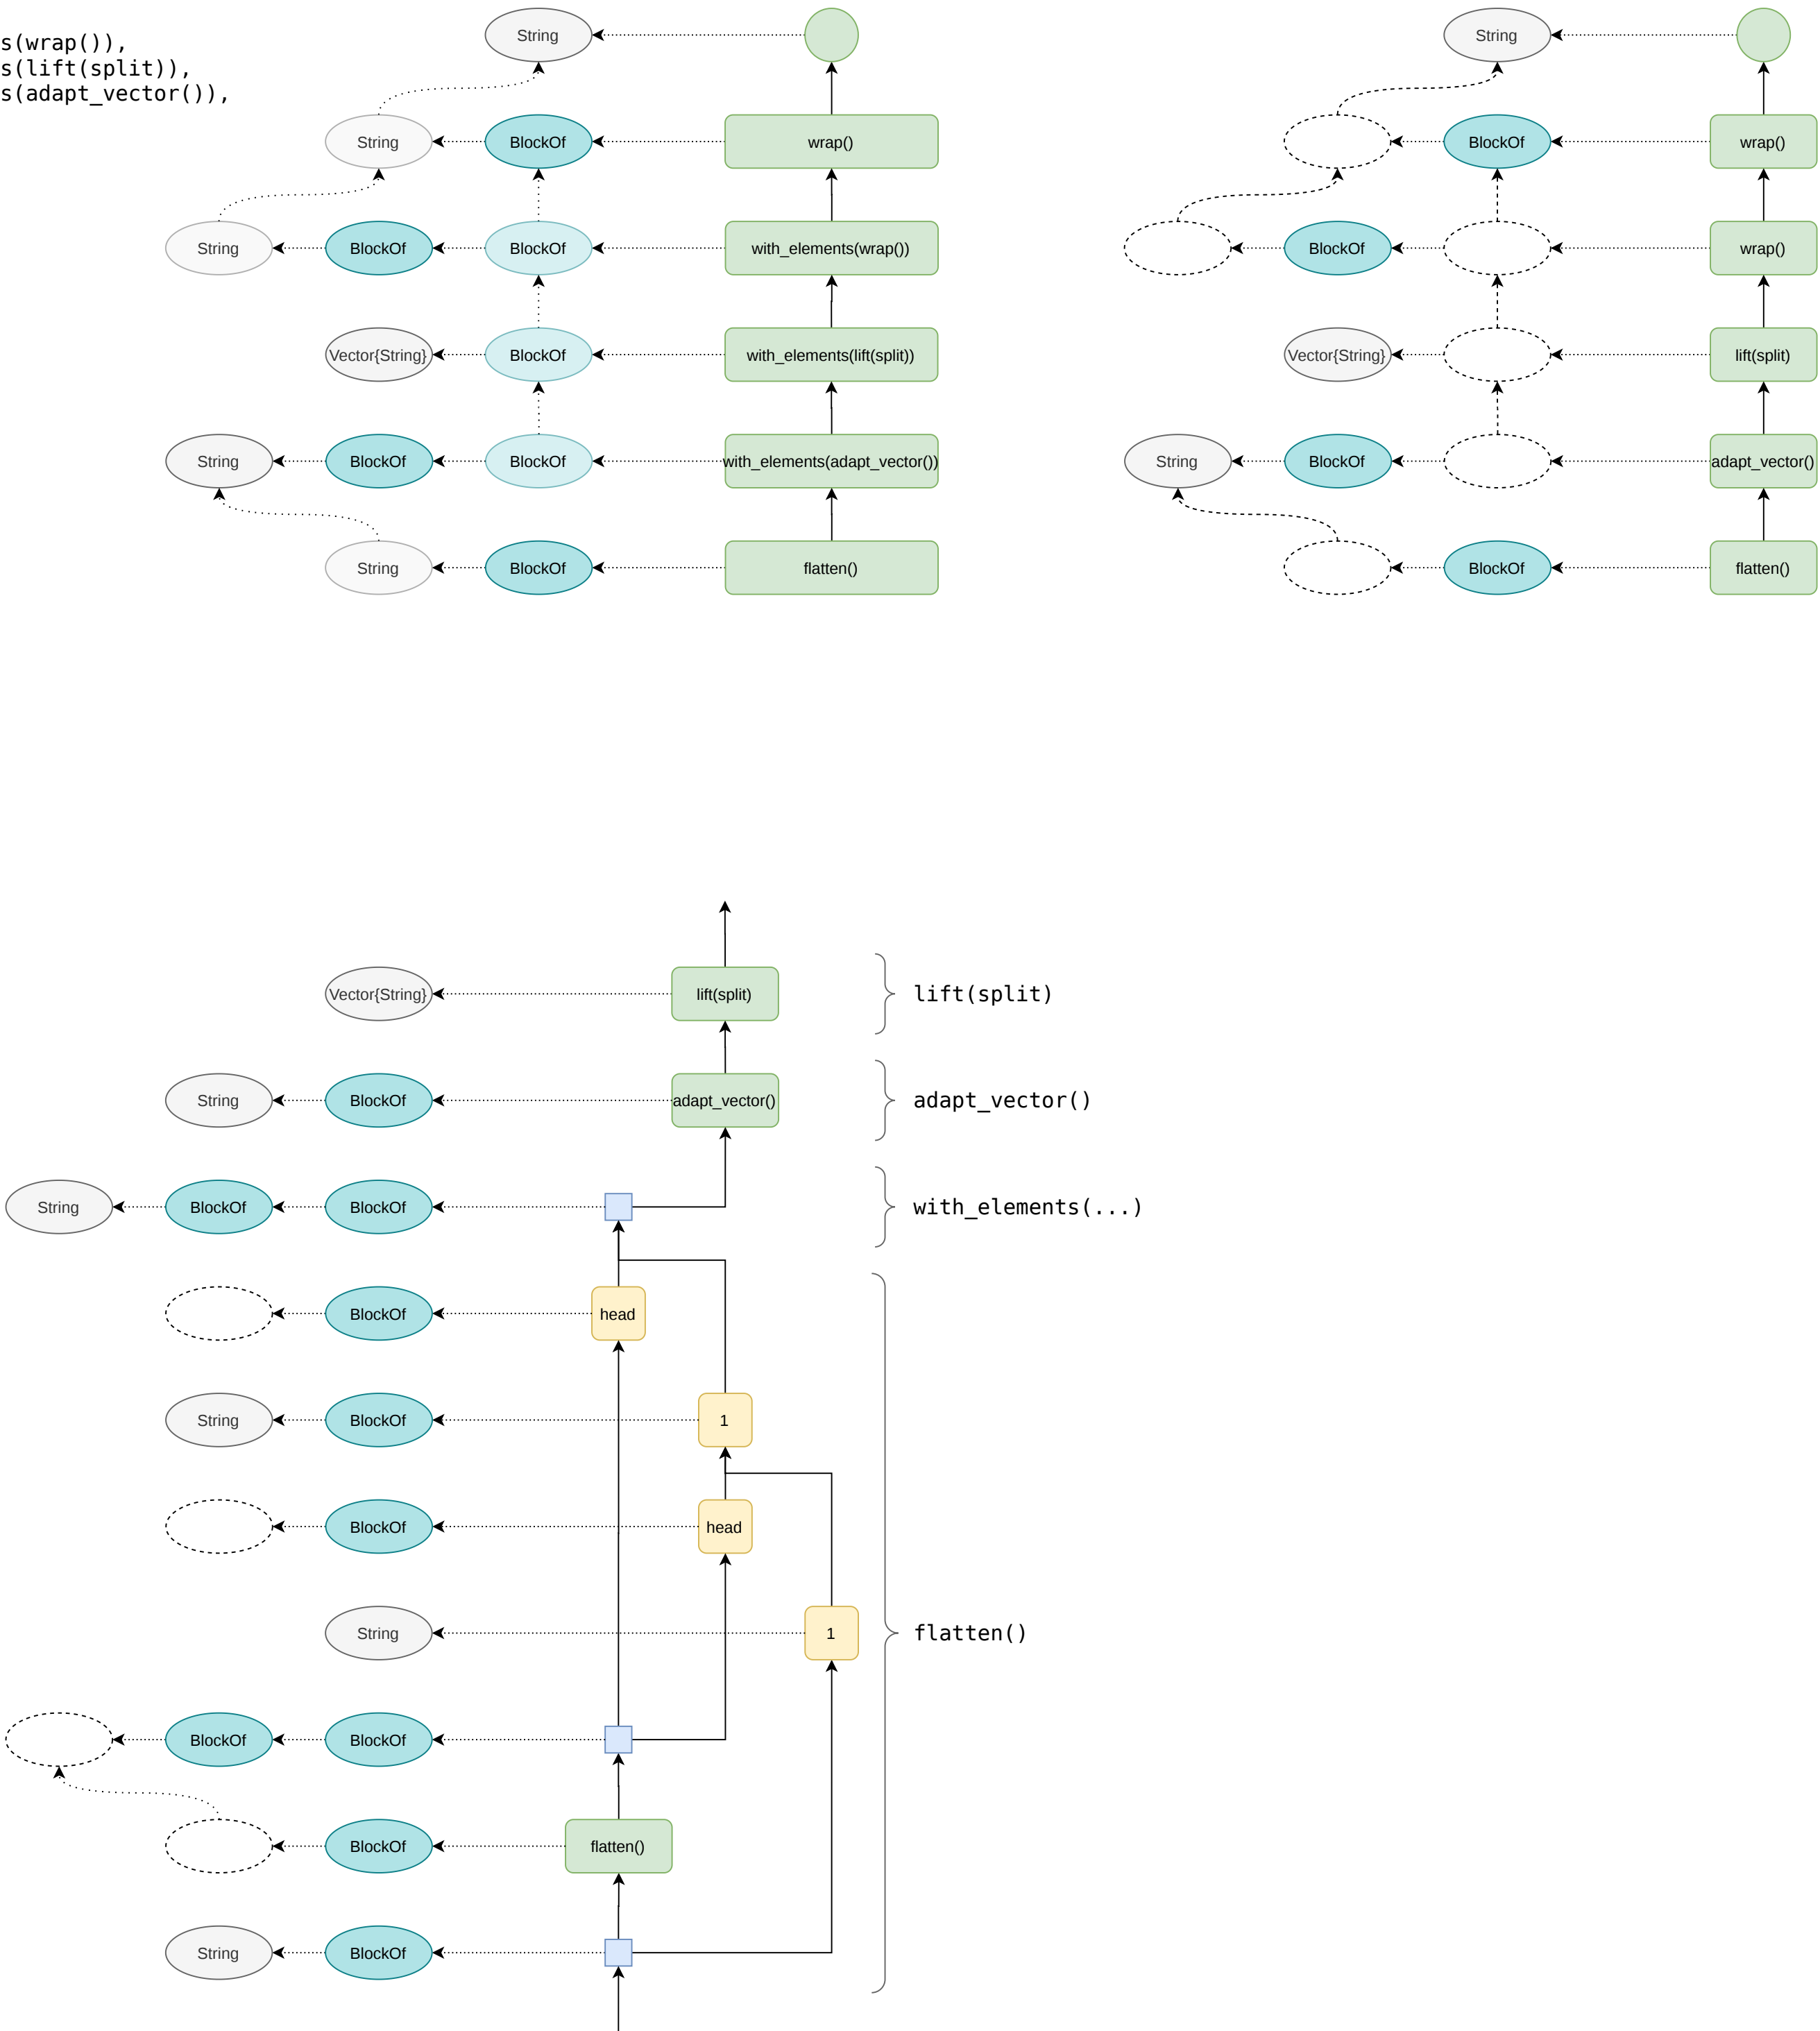 s(wrap()),
s(lift(split)),
s(adapt_vector()),
String
String BlockOf wrap()
String BlockOf BlockOf with_elements(wrap())
Vector{String} BlockOf with_elements(lift(split))
String BlockOf BlockOf with_elements(adapt_vector())
String BlockOf flatten()
String
BlockOf wrap()
BlockOf wrap()
Vector{String} lift(split)
String BlockOf adapt_vector()
BlockOf flatten()
Vector{String} lift(split) lift(split)
String BlockOf adapt_vector() adapt_vector()
String BlockOf BlockOf with_elements(...)
BlockOf head
String BlockOf 1
BlockOf head
String 1 flatten()
BlockOf BlockOf
BlockOf flatten()
String BlockOf